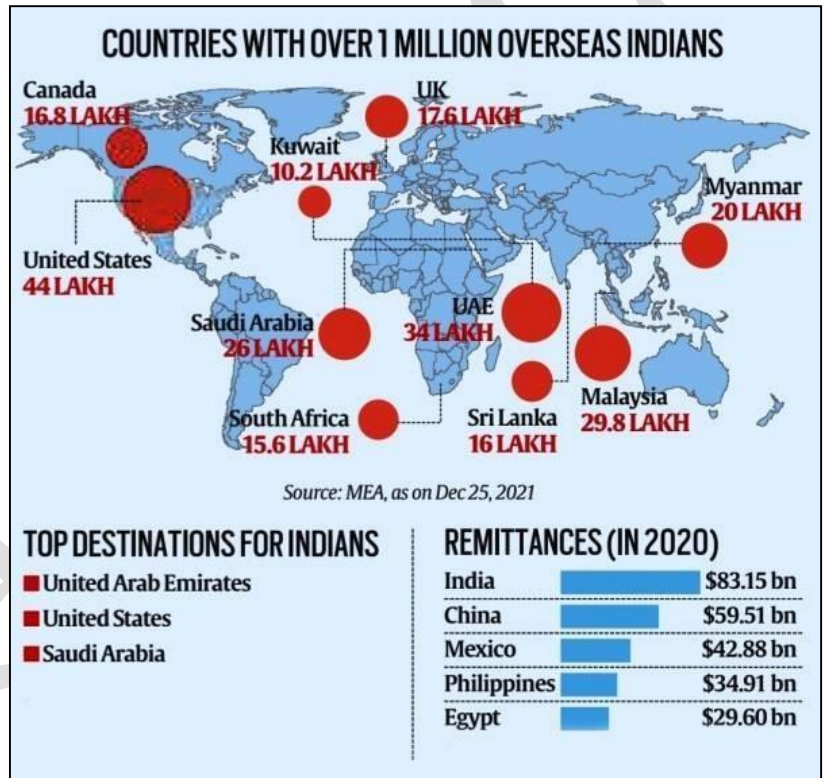 COUNTRIES WITH OVER 1 MILLION OVERSEAS INDIANS
Canada
16.8 LAKH
UK
17.6 LAKH
Kuwait
10.2 LAKH
Myanmar
20 LAKH
United States
44 LAKH
Saudi Arabia
26 LAKH
UAE
34 LAKH
South Africa
15.6 LAKH
Sri Lanka
16 LAKH
Malaysia
29.8 LAKH
Source: MEA, as on Dec 25, 2021
TOP DESTINATIONS FOR INDIANS
United Arab Emirates
United States
Saudi Arabia
REMITTANCES (IN 2020)
India $83.15 bn
China $59.51 bn
Mexico $42.88 bn
Philippines $34.91 bn
Egypt $29.60 bn